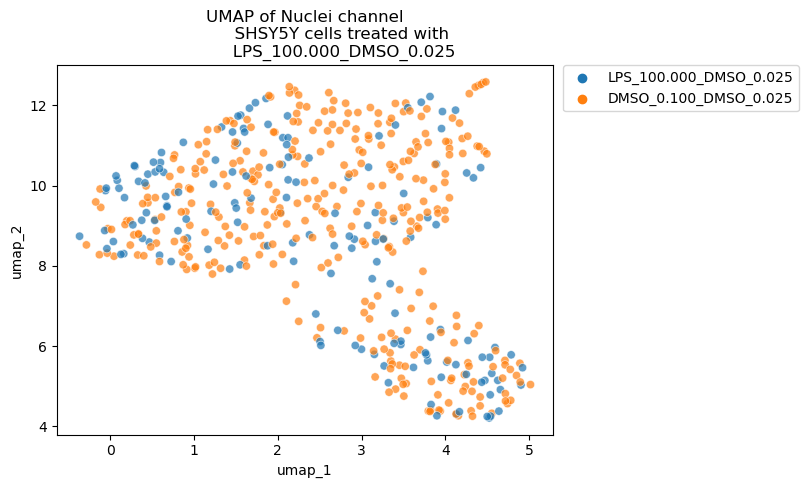 UMAP of Nuclei channel
SHSY5Y cells treated with
LPS_100.000_DMSO_0.025
LPS_100.000_DMSO_0.025
DMSO_0.100_DMSO_0.025
umap_2
12
10
8
6
4
0 1 2 3 4 5
umap_1